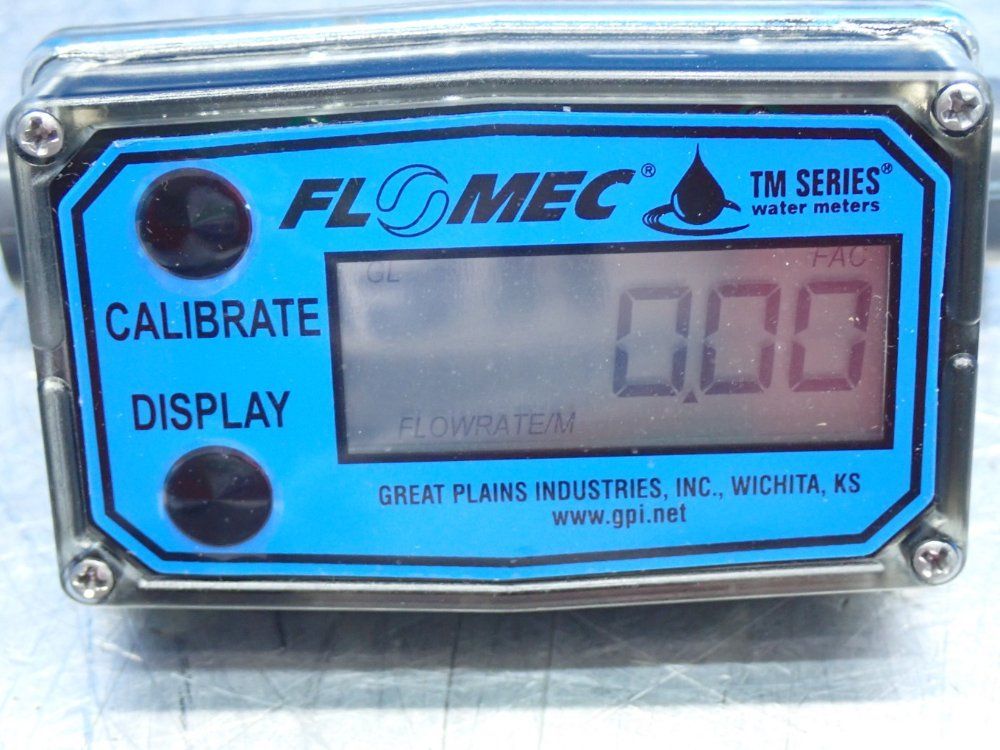 FLOMEC®
TM SERIES®
water meters
GL
FAC
0.00
FLOWRATE/M
CALIBRATE
DISPLAY
GREAT PLAINS INDUSTRIES, INC., WICHITA, KS
www.gpi.net